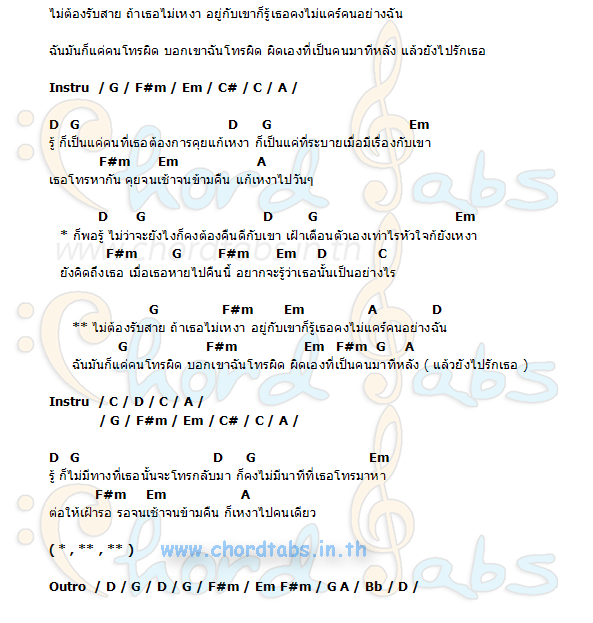 ไม่ต้องรับสาย ถ้าเธอไม่เหงา อยู่กับเขาก็รู้เธอคงไม่แคร์คนอย่างฉัน
ฉันมันก็แค่คนโทรผิด บอกเขาฉันโทรผิด ผิดเองที่เป็นคนมาทีหลัง แล้วยังไปรักเธอ
Instru / G / F#m / Em / C# / C / A /
D G D G Em
รู้ ก็เป็นแค่คนที่เธอต้องการคุยแก้เหงา ก็เป็นแค่ที่ระบายเมื่อมีเรื่องกับเขา
F#m Em A
เธอโทรหากัน คุยจนเช้าจนข้ามคืน แก้เหงาไปวันๆ
D G D G Em
* ก็พอรู้ ไม่ว่าจะยังไงก็คงต้องคืนดีกับเขา เฝ้าเตือนตัวเองเท่าไรหัวใจก็ยังเหงา
www.chordtabs.in.th
F#m G F#m Em D C
ยังคิดถึงเธอ เมื่อเธอหายไปคืนนี้ อยากจะรู้ว่าเธอนั้นเป็นอย่างไร
G F#m Em A D
** ไม่ต้องรับสาย ถ้าเธอไม่เหงา อยู่กับเขาก็รู้เธอคงไม่แคร์คนอย่างฉัน
G F#m Em F#m G A
ฉันมันก็แค่คนโทรผิด บอกเขาฉันโทรผิด ผิดเองที่เป็นคนมาทีหลัง ( แล้วยังไปรักเธอ )
Instru / C / D / C / A /
/ G / F#m / Em / C# / C / A /
D G D G Em
รู้ ก็ไม่มีทางที่เธอนั้นจะโทรกลับมา ก็คงไม่มีนาทีที่เธอโทรมาหา
F#m Em A
ต่อให้เฝ้ารอ รอจนเช้าจนข้ามคืน ก็เหงาไปคนเดียว
( * , ** , ** ) www.chordtabs.in.th
Outro / D / G / D / G / F#m / Em F#m / G A / Bb / D /
Chord Tabs
Chord Tabs
Chord Tabs